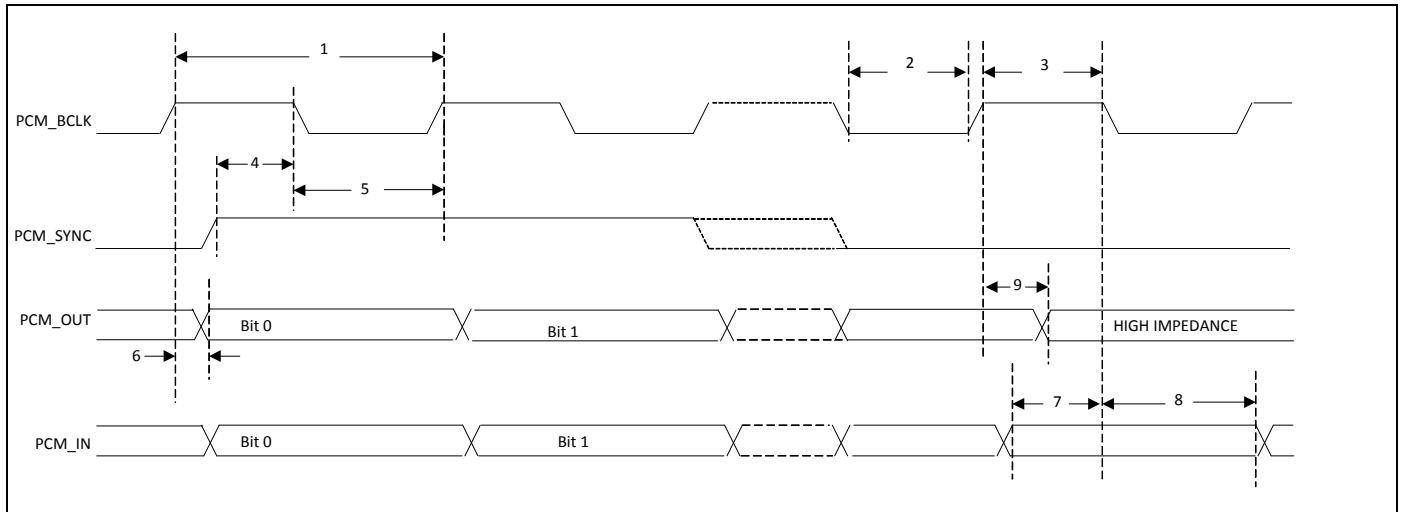 1
2
3
PCM_BCLK
4
5
PCM_SYNC
9
PCM_OUT
Bit 0
Bit 1
HIGH IMPEDANCE
6
7
8
PCM_IN
Bit 0
Bit 1